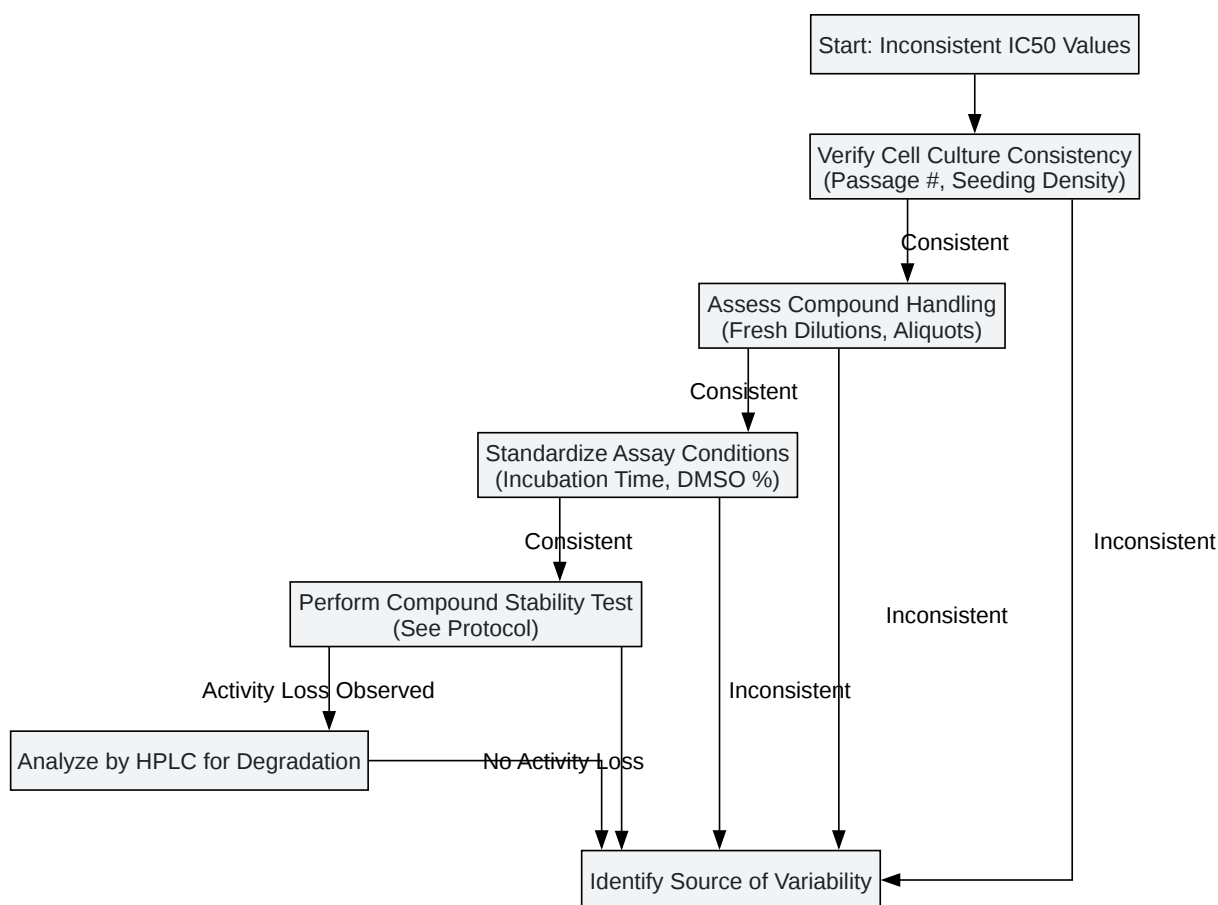 Start: Inconsistent IC50 Values
Verify Cell Culture Consistency
(Passage #, Seeding Density)
Consistent
Assess Compound Handling
(Fresh Dilutions, Aliquots)
Consistent
Standardize Assay Conditions
(Incubation Time, DMSO %)
Consistent
Inconsistent
Perform Compound Stability Test
(See Protocol)
Inconsistent
Activity Loss Observed
Inconsistent
Analyze by HPLC for Degradation
No Activity Loss
Identify Source of Variability